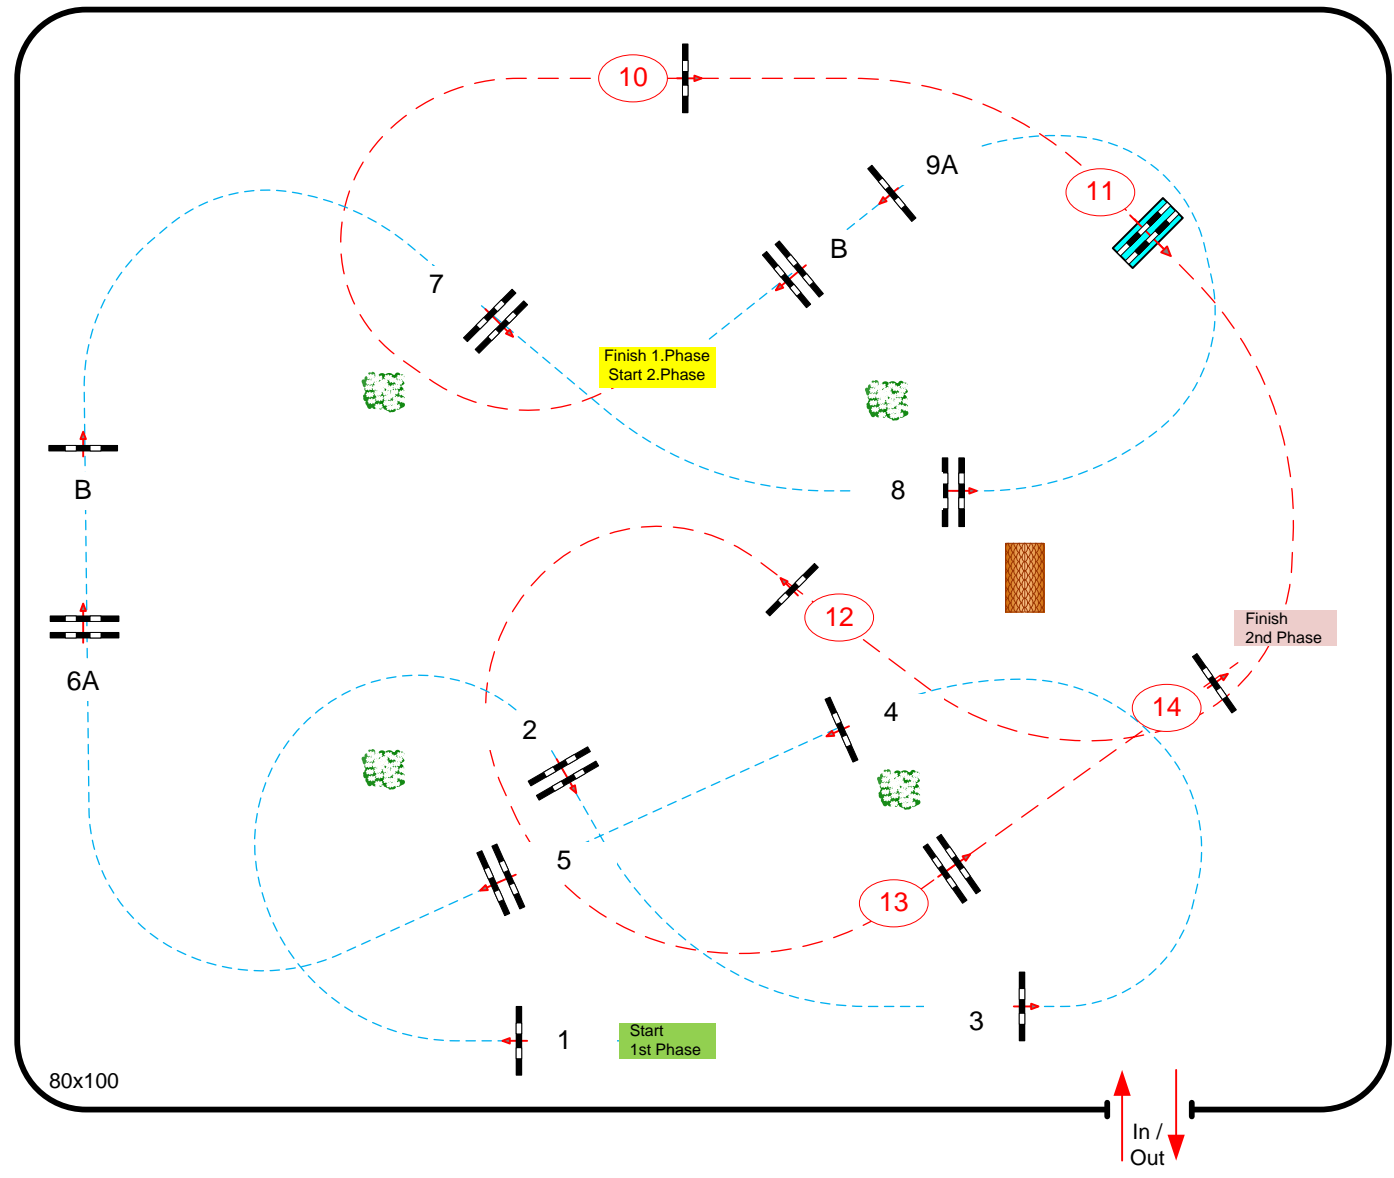 10
9A
11
B
7
Finish 1.Phase
Start 2.Phase
B
8
12
Finish
2nd Phase
6A
4
14
2
5
13
3
1
Start
1st Phase
80x100
In /
Out